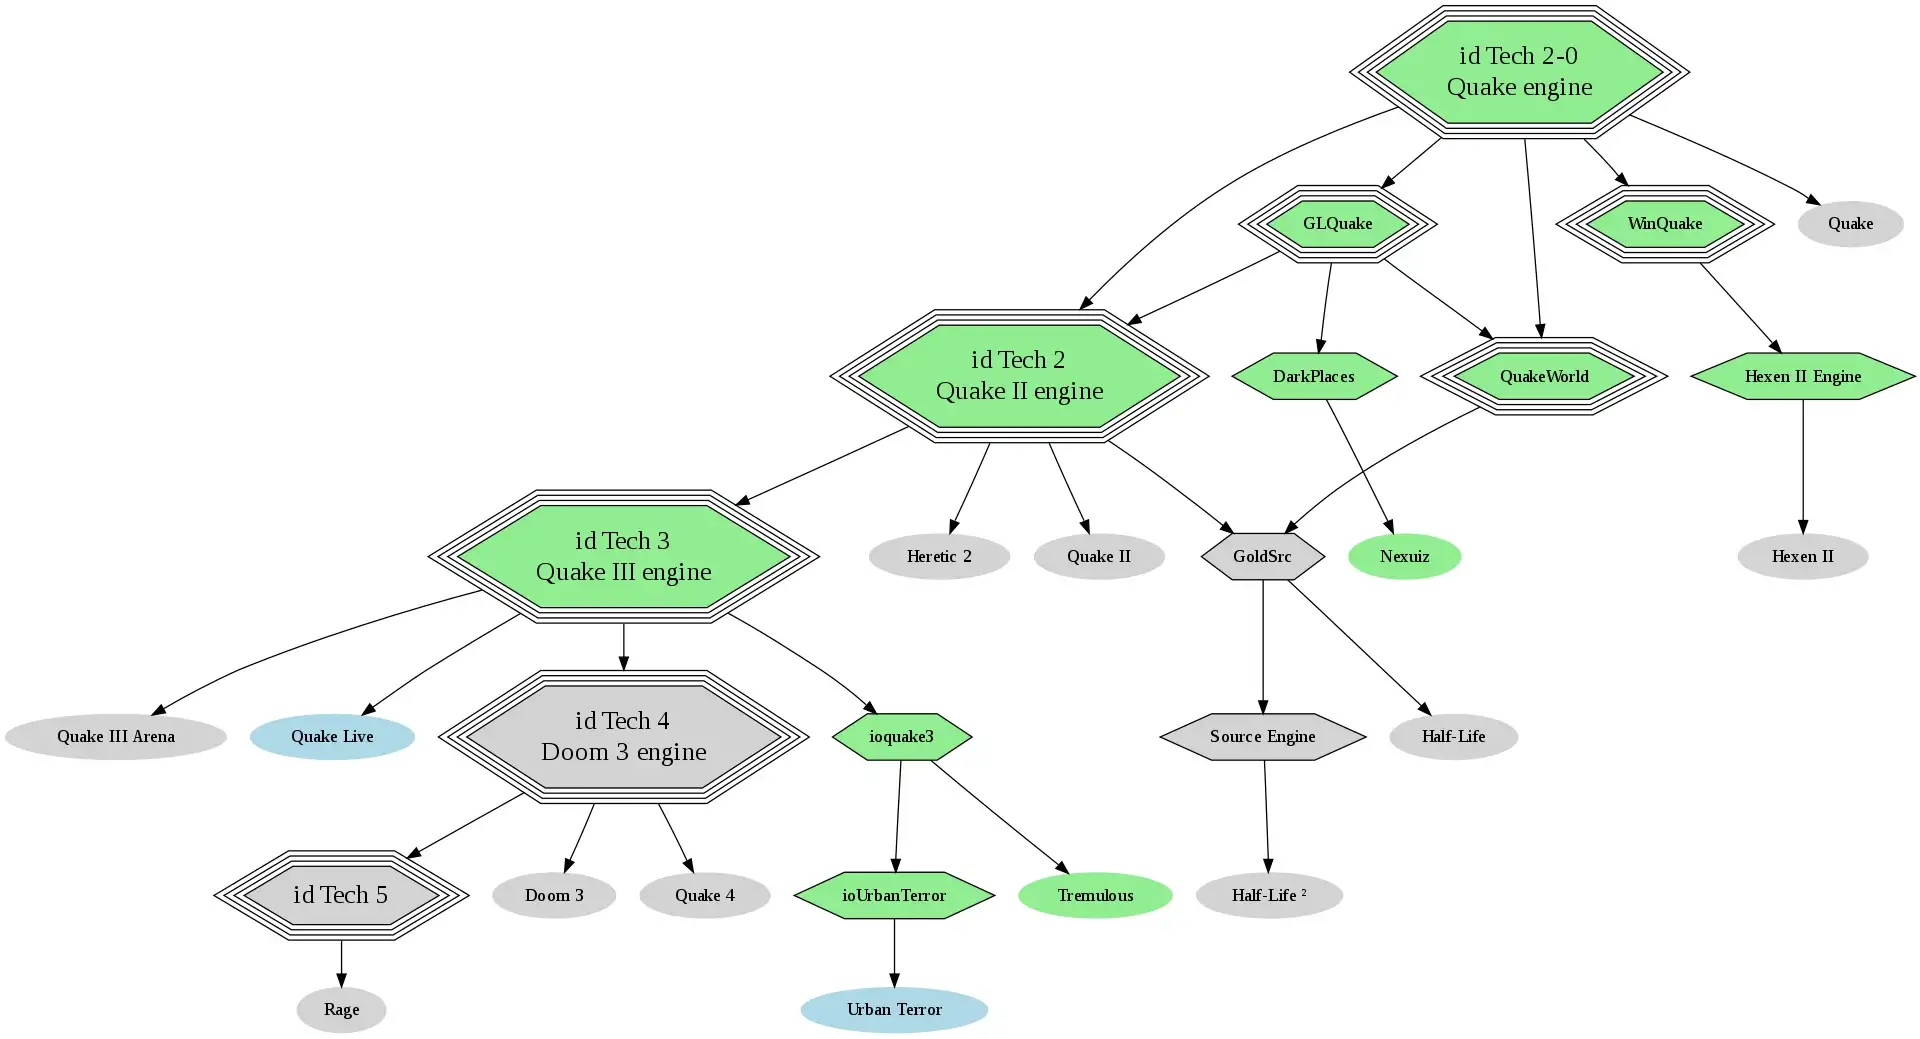 id Tech 2-0
Quake engine
GLQuake
WinQuake
Quake
id Tech 2
Quake II engine
DarkPlaces
QuakeWorld
Hexen II Engine
id Tech 3
Quake III engine
Heretic 2
Quake II
GoldSrc
Nexuiz
Hexen II
Quake III Arena
Quake Live
id Tech 4
Doom 3 engine
ioquake3
Source Engine
Half-Life
id Tech 5
Doom 3
Quake 4
ioUrbanTerror
Tremulous
Half-Life ²
Rage
Urban Terror